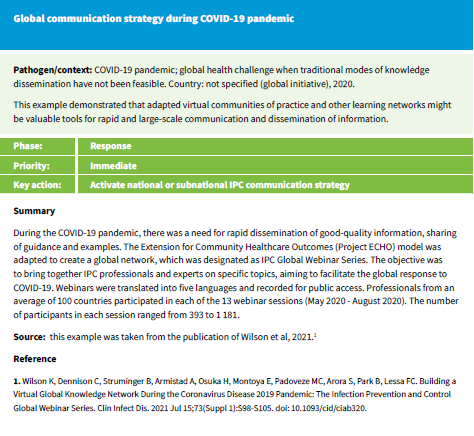 Global communication strategy during COVID-19 pandemic
Pathogen/context: COVID-19 pandemic; global health challenge when traditional modes of knowledge
dissemination have not been feasible. Country: not specified (global initiative), 2020.
This example demonstrated that adapted virtual communities of practice and other learning networks might
be valuable tools for rapid and large-scale communication and dissemination of information.
Phase: Response
Priority: Immediate
Key action: Activate national or subnational IPC communication strategy
Summary
During the COVID-19 pandemic, there was a need for rapid dissemination of good-quality information, sharing
of guidance and examples. The Extension for Community Healthcare Outcomes (Project ECHO) model was
adapted to create a global network, which was designated as IPC Global Webinar Series. The objective was
to bring together IPC professionals and experts on specific topics, aiming to facilitate the global response to
COVID-19. Webinars were translated into five languages and recorded for public access. Professionals from an
average of 100 countries participated in each of the 13 webinar sessions (May 2020 - August 2020). The number
of participants in each session ranged from 393 to 1 181.
Source: this example was taken from the publication of Wilson et al, 2021.¹
Reference
1. Wilson K, Dennison C, Struminger B, Armistad A, Osuka H, Montoya E, Padoveze MC, Arora S, Park B, Lessa FC. Building a
Virtual Global Knowledge Network During the Coronavirus Disease 2019 Pandemic: The Infection Prevention and Control
Global Webinar Series. Clin Infect Dis. 2021 Jul 15;73(Suppl 1):S98-S105. doi: 10.1093/cid/ciab320.